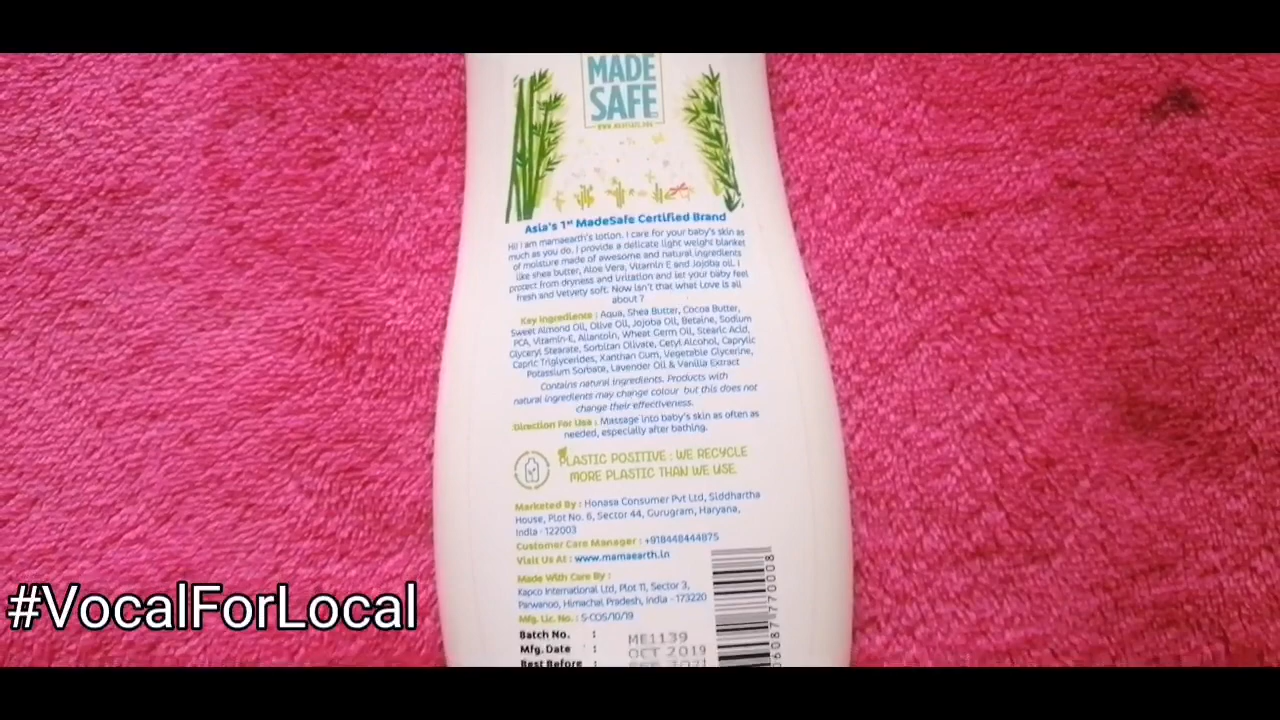 MADE
SAFE
WWW.MADESAFE.ORG
Asia's 1st MadeSafe Certified Brand
Hi! I am mamaearth's lotion. I care for your baby's skin as
much as you do. I provide a delicate light weight blanket
of moisture made of awesome and natural ingredients
like shea butter, Aloe Vera, Vitamin E and Jojoba oil. I
protect from dryness and irritation and let your baby feel
fresh and Velvety soft. Now isn't that what Love is all
about ?
Key Ingredients : Aqua, Shea Butter, Cocoa Butter,
Sweet Almond Oil, Olive Oil, Jojoba Oil, Betaine, Sodium
PCA, Vitamin-E, Allantoin, Wheat Germ Oil, Stearic Acid,
Glyceryl Stearate, Sorbitan Olivate, Cetyl Alcohol, Caprylic
Capric Triglycerides, Xanthan Gum, Vegetable Glycerine,
Potassium Sorbate, Lavender Oil & Vanilla Extract
Contains natural ingredients. Products with
natural ingredients may change colour but this does not
change their effectiveness.
Direction For Use : Massage into baby's skin as often as
needed, especially after bathing.
PLASTIC POSITIVE : WE RECYCLE
MORE PLASTIC THAN WE USE.
Marketed By : Honasa Consumer Pvt Ltd, Siddhartha
House, Plot No. 6, Sector 44, Gurugram, Haryana,
India - 122003
Customer Care Manager : +918448444875
Visit Us At : www.mamaearth.in
Made With Care By :
Kapco International Ltd, Plot 11, Sector 3,
Parwanoo, Himachal Pradesh, India - 173220
Mfg. Lic. No. : S-COS/10/19
Batch No. : ME1139
Mfg. Date : OCT 2019
Best Before :
#VocalForLocal